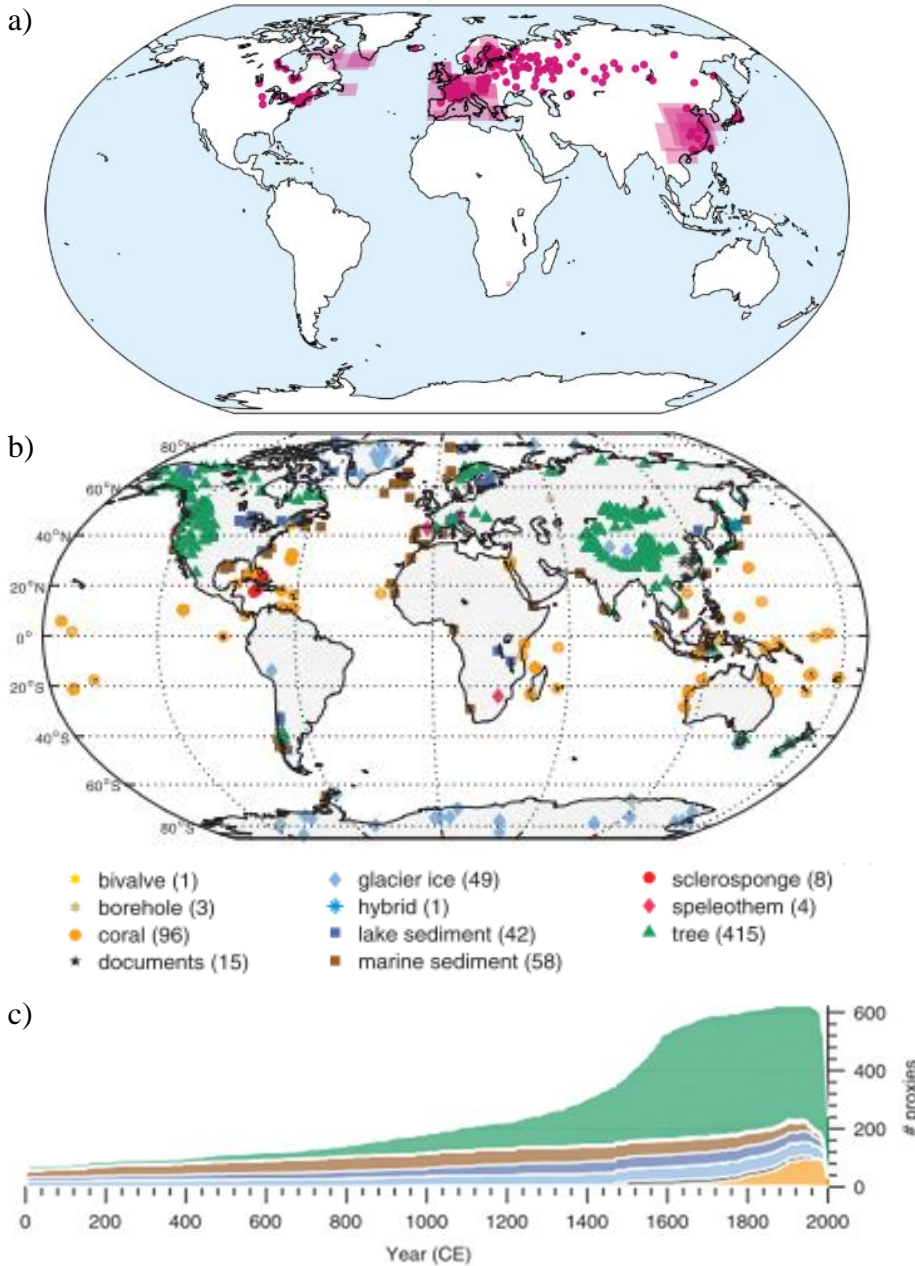 a)
b)
80°N
60°N
40°N
20°N
0°
20°S
40°S
60°S
80°S
bivalve (1)
borehole (3)
coral (96)
documents (15)
glacier ice (49)
hybrid (1)
lake sediment (42)
marine sediment (58)
sclerosponge (8)
speleothem (4)
tree (415)
c)
600
400
200
0
# proxies
0 200 400 600 800 1000 1200 1400 1600 1800 2000
Year (CE)